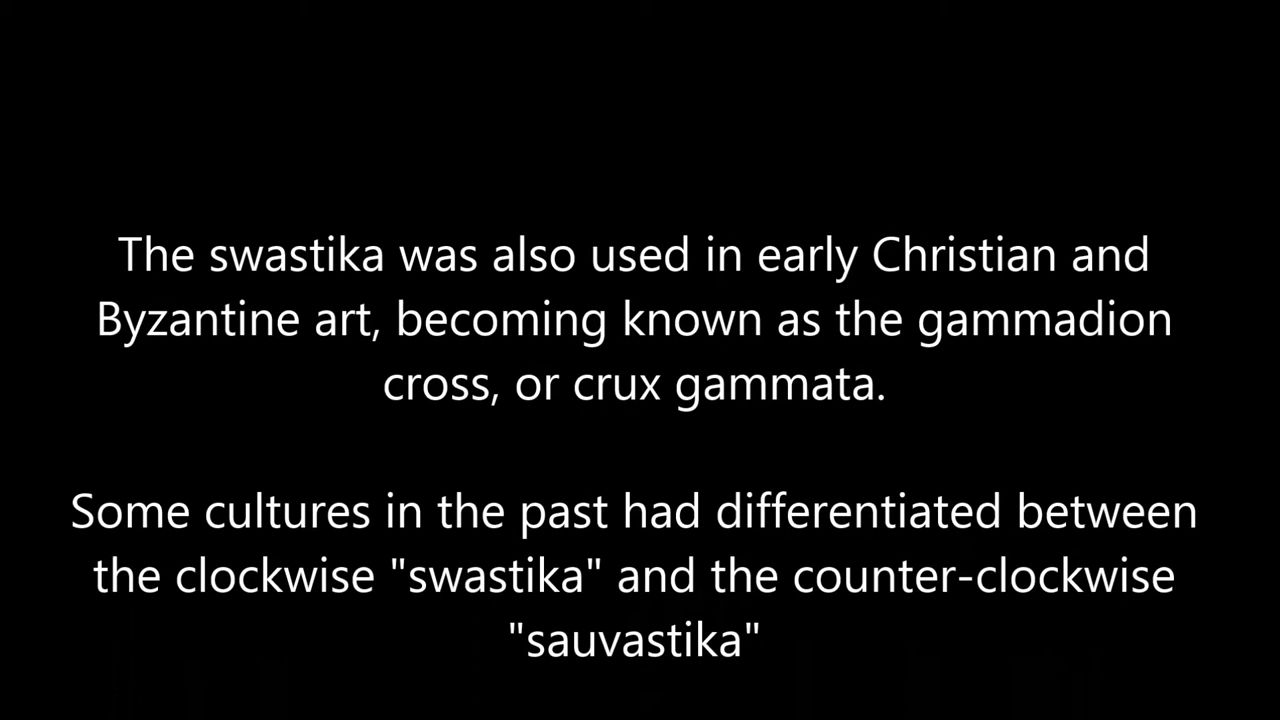 The swastika was also used in early Christian and
Byzantine art, becoming known as the gammadion
cross, or crux gammata.
Some cultures in the past had differentiated between
the clockwise "swastika" and the counter-clockwise
"sauvastika"